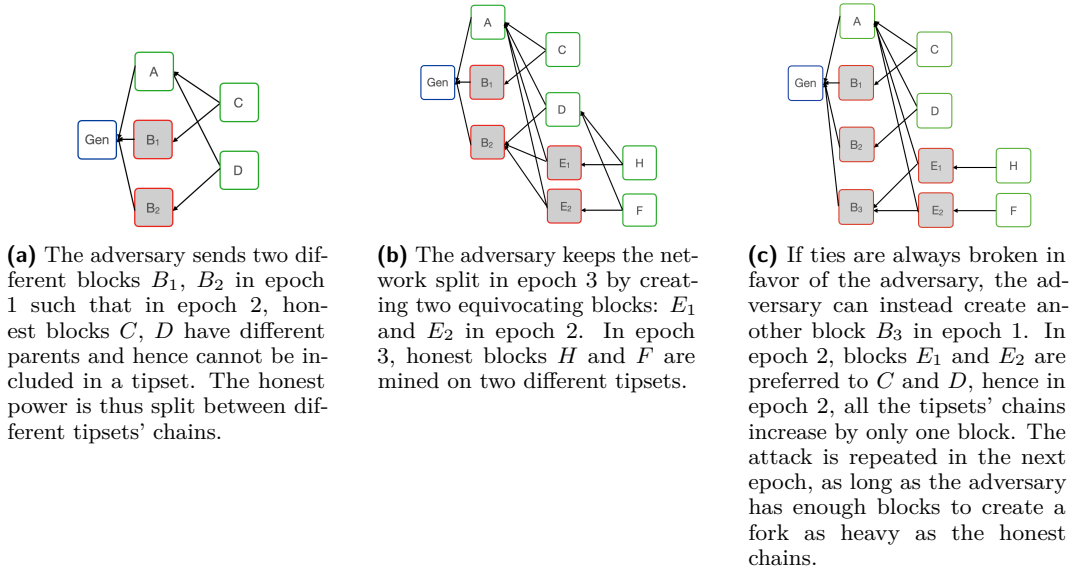 A
C
Gen
B₁
D
B₂
A
C
Gen
B₁
D
B₂
E₁
H
E₂
F
A
C
Gen
B₁
D
B₂
E₁
H
B₃
E₂
F
(a) The adversary sends two dif-
ferent blocks B₁, B₂ in epoch
1 such that in epoch 2, hon-
est blocks C, D have different
parents and hence cannot be in-
cluded in a tipset. The honest
power is thus split between dif-
ferent tipsets’ chains.
(b) The adversary keeps the net-
work split in epoch 3 by creat-
ing two equivocating blocks: E₁
and E₂ in epoch 2. In epoch
3, honest blocks H and F are
mined on two different tipsets.
(c) If ties are always broken in
favor of the adversary, the ad-
versary can instead create an-
other block B₃ in epoch 1. In
epoch 2, blocks E₁ and E₂ are
preferred to C and D, hence in
epoch 2, all the tipsets’ chains
increase by only one block. The
attack is repeated in the next
epoch, as long as the adversary
has enough blocks to create a
fork as heavy as the honest
chains.